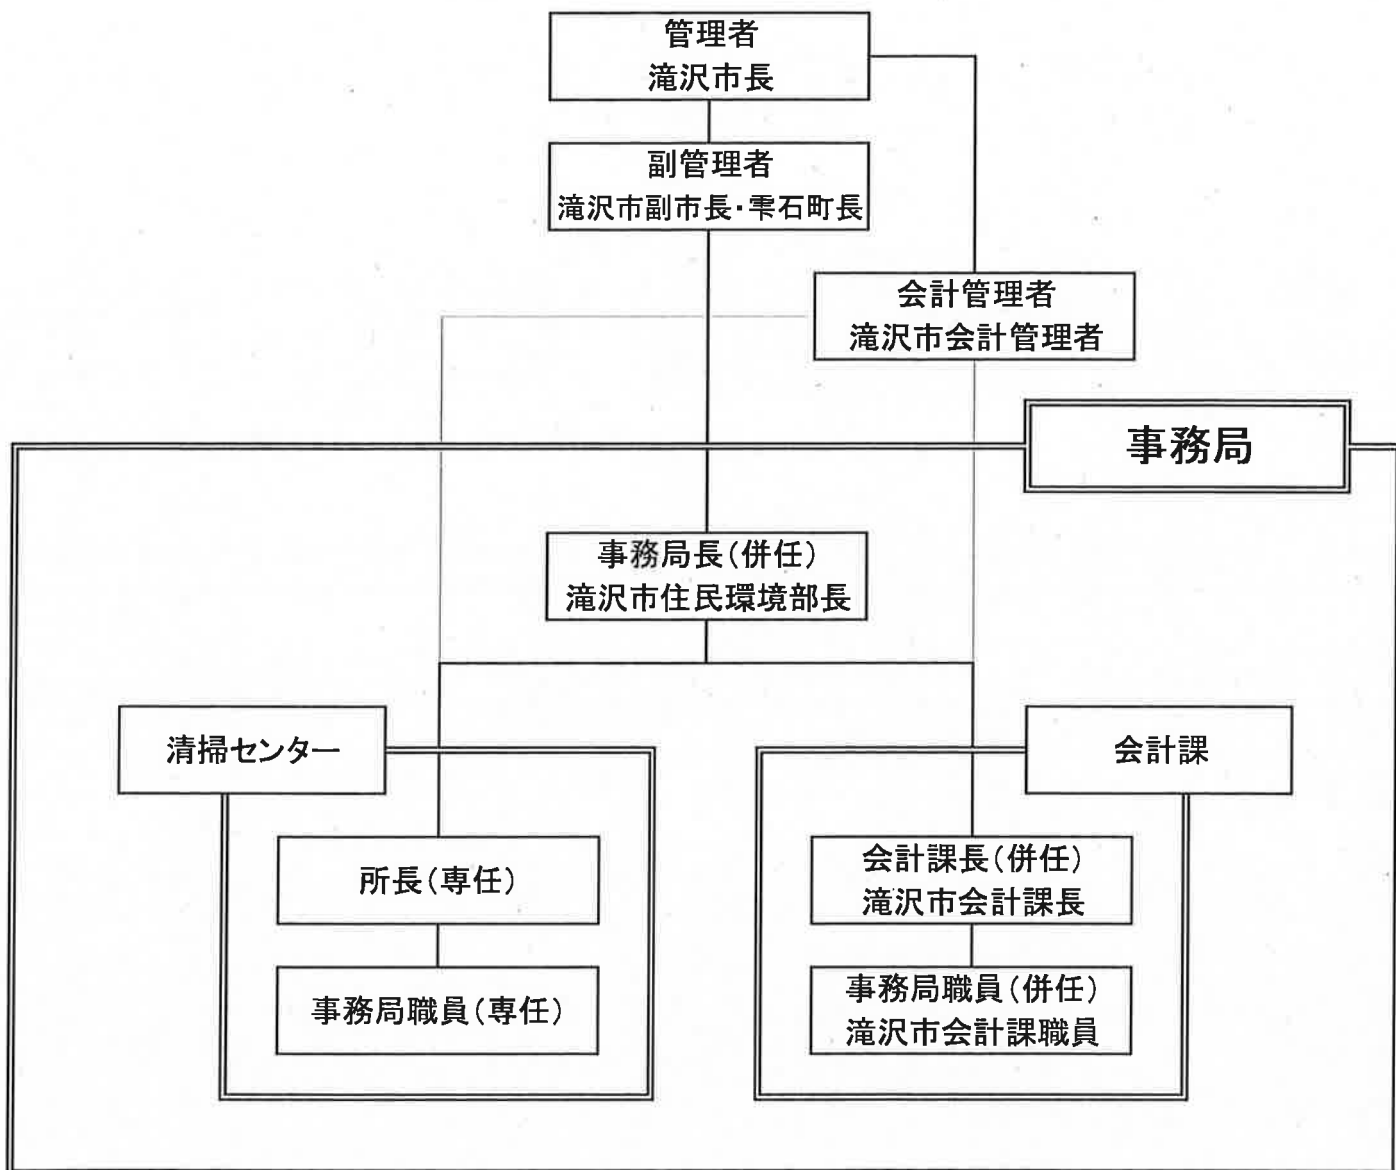 管理者
滝沢市長
副管理者
滝沢市副市長・雫石町長
会計管理者
滝沢市会計管理者
事務局
事務局長(併任)
滝沢市住民環境部長
清掃センター
会計課
所長(専任)
事務局職員(専任)
会計課長(併任)
滝沢市会計課長
事務局職員(併任)
滝沢市会計課職員